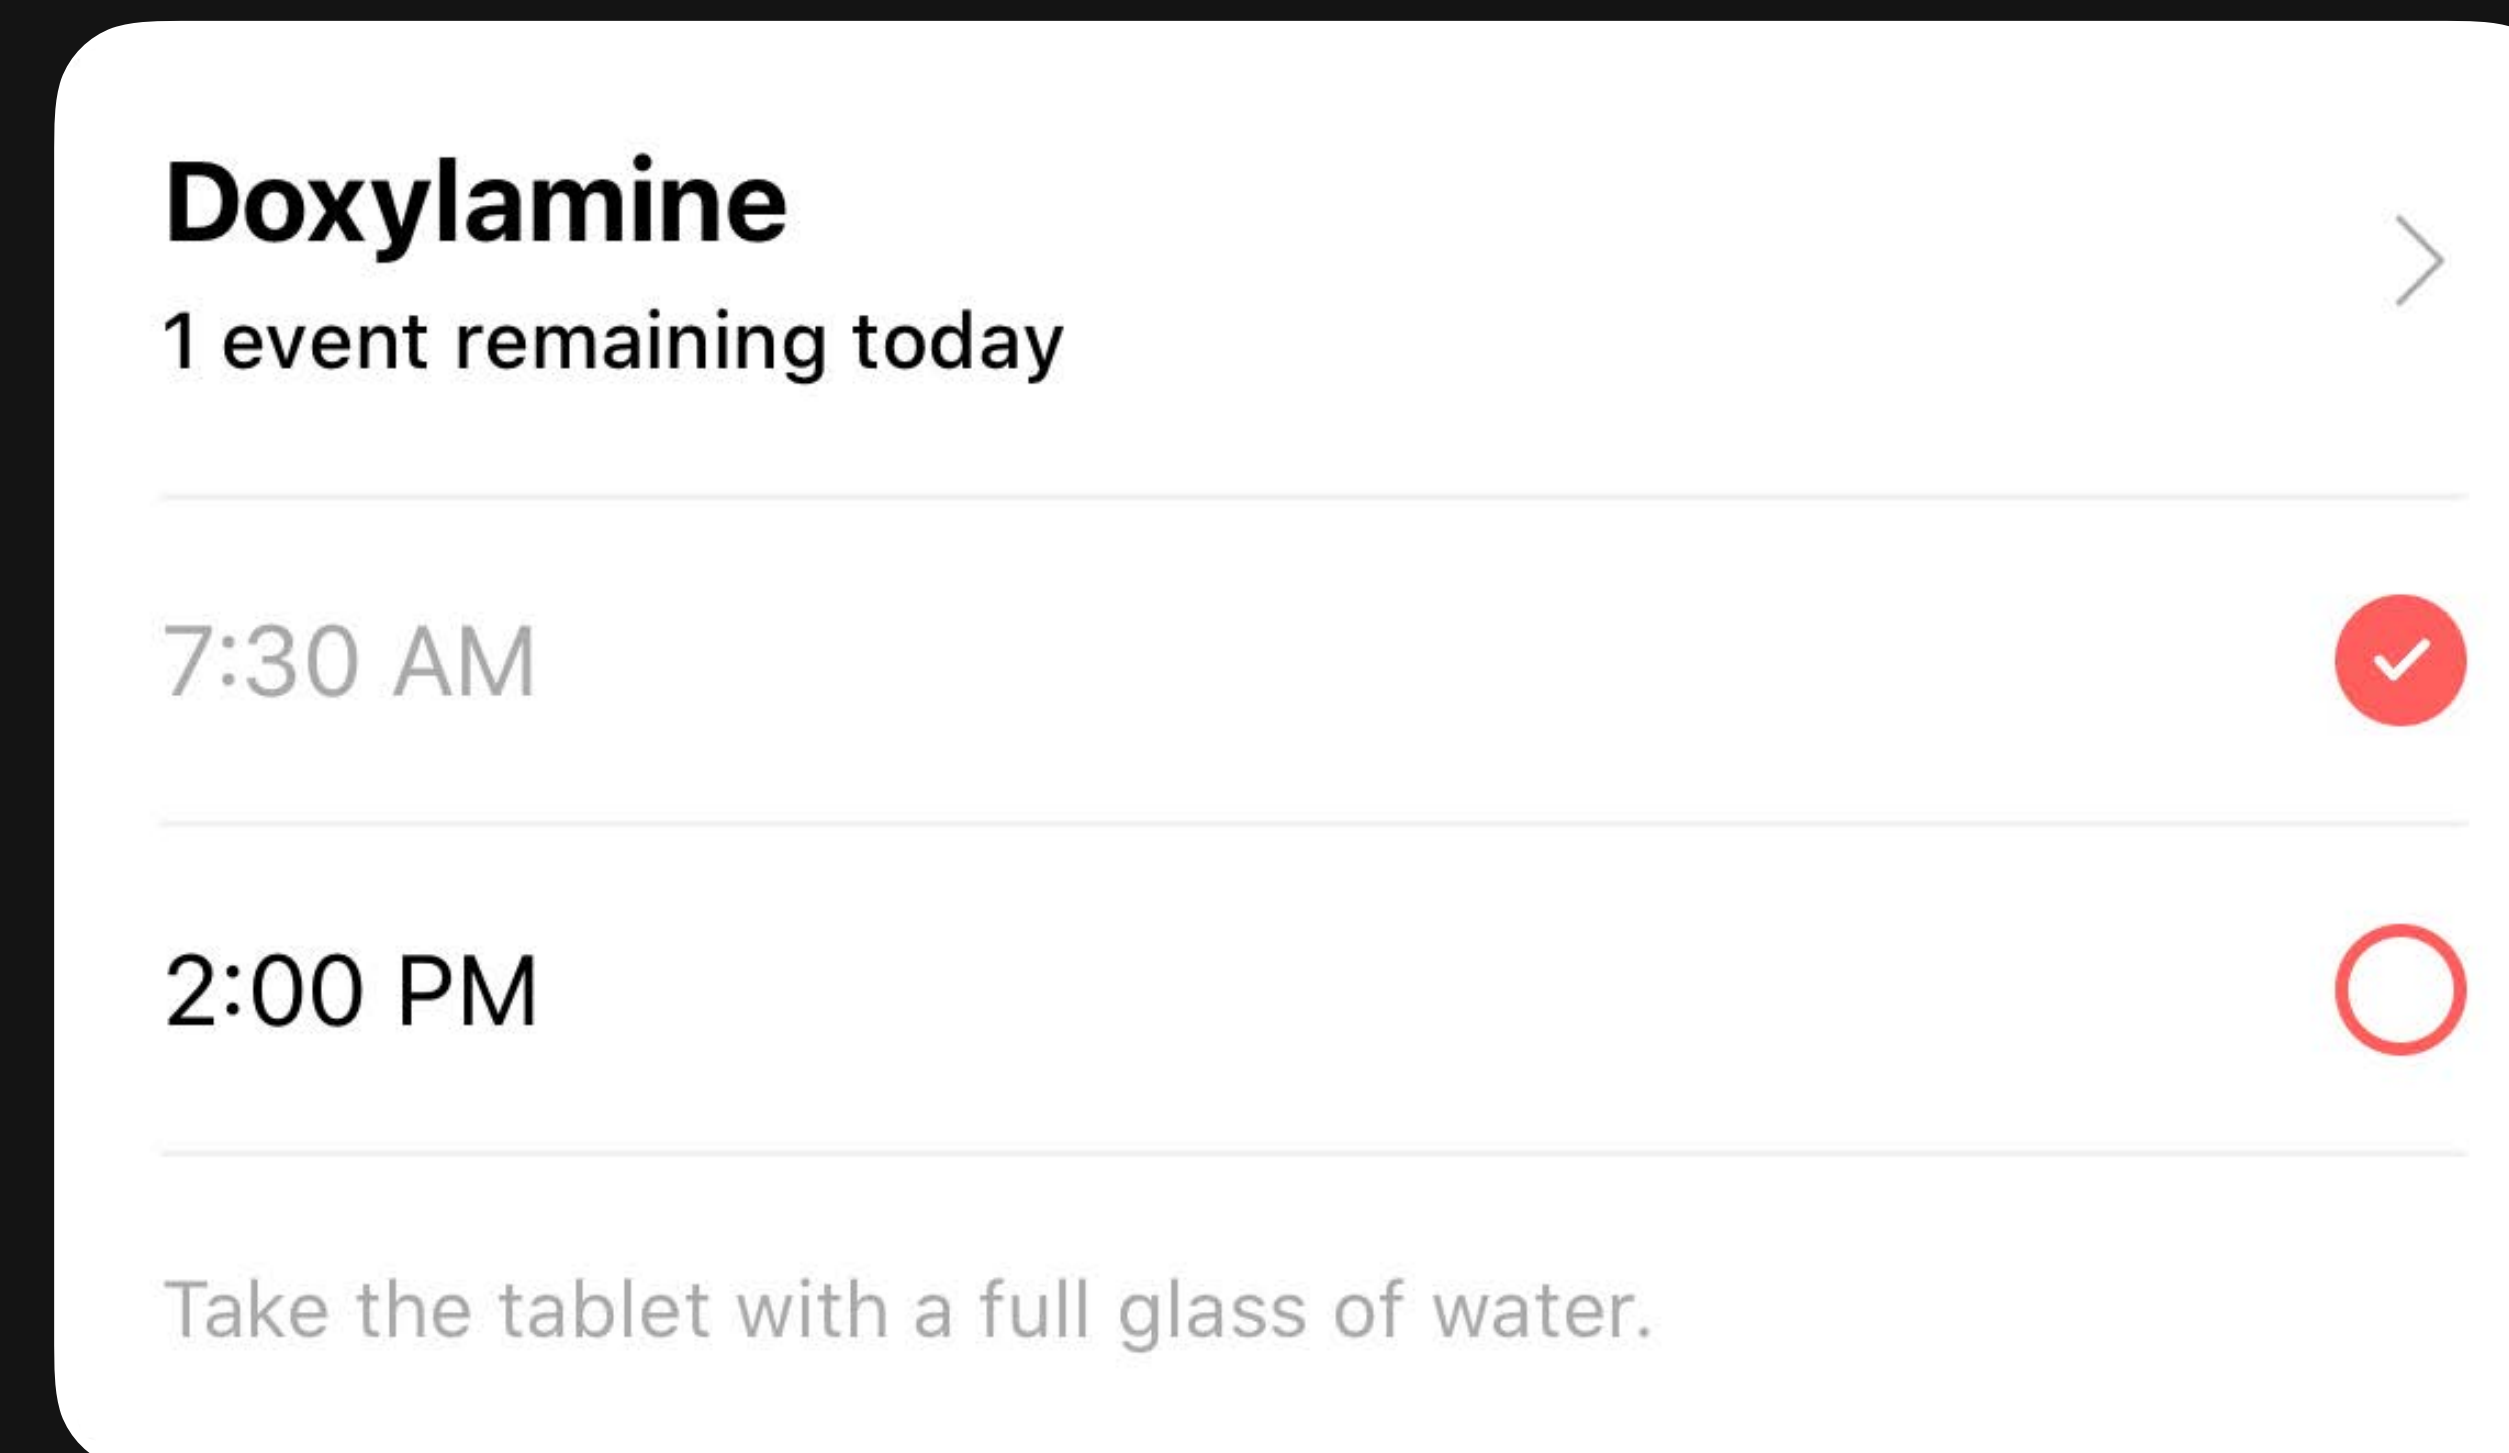 Doxylamine
1 event remaining today
7:30 AM
2:00 PM
Take the tablet with a full glass of water.